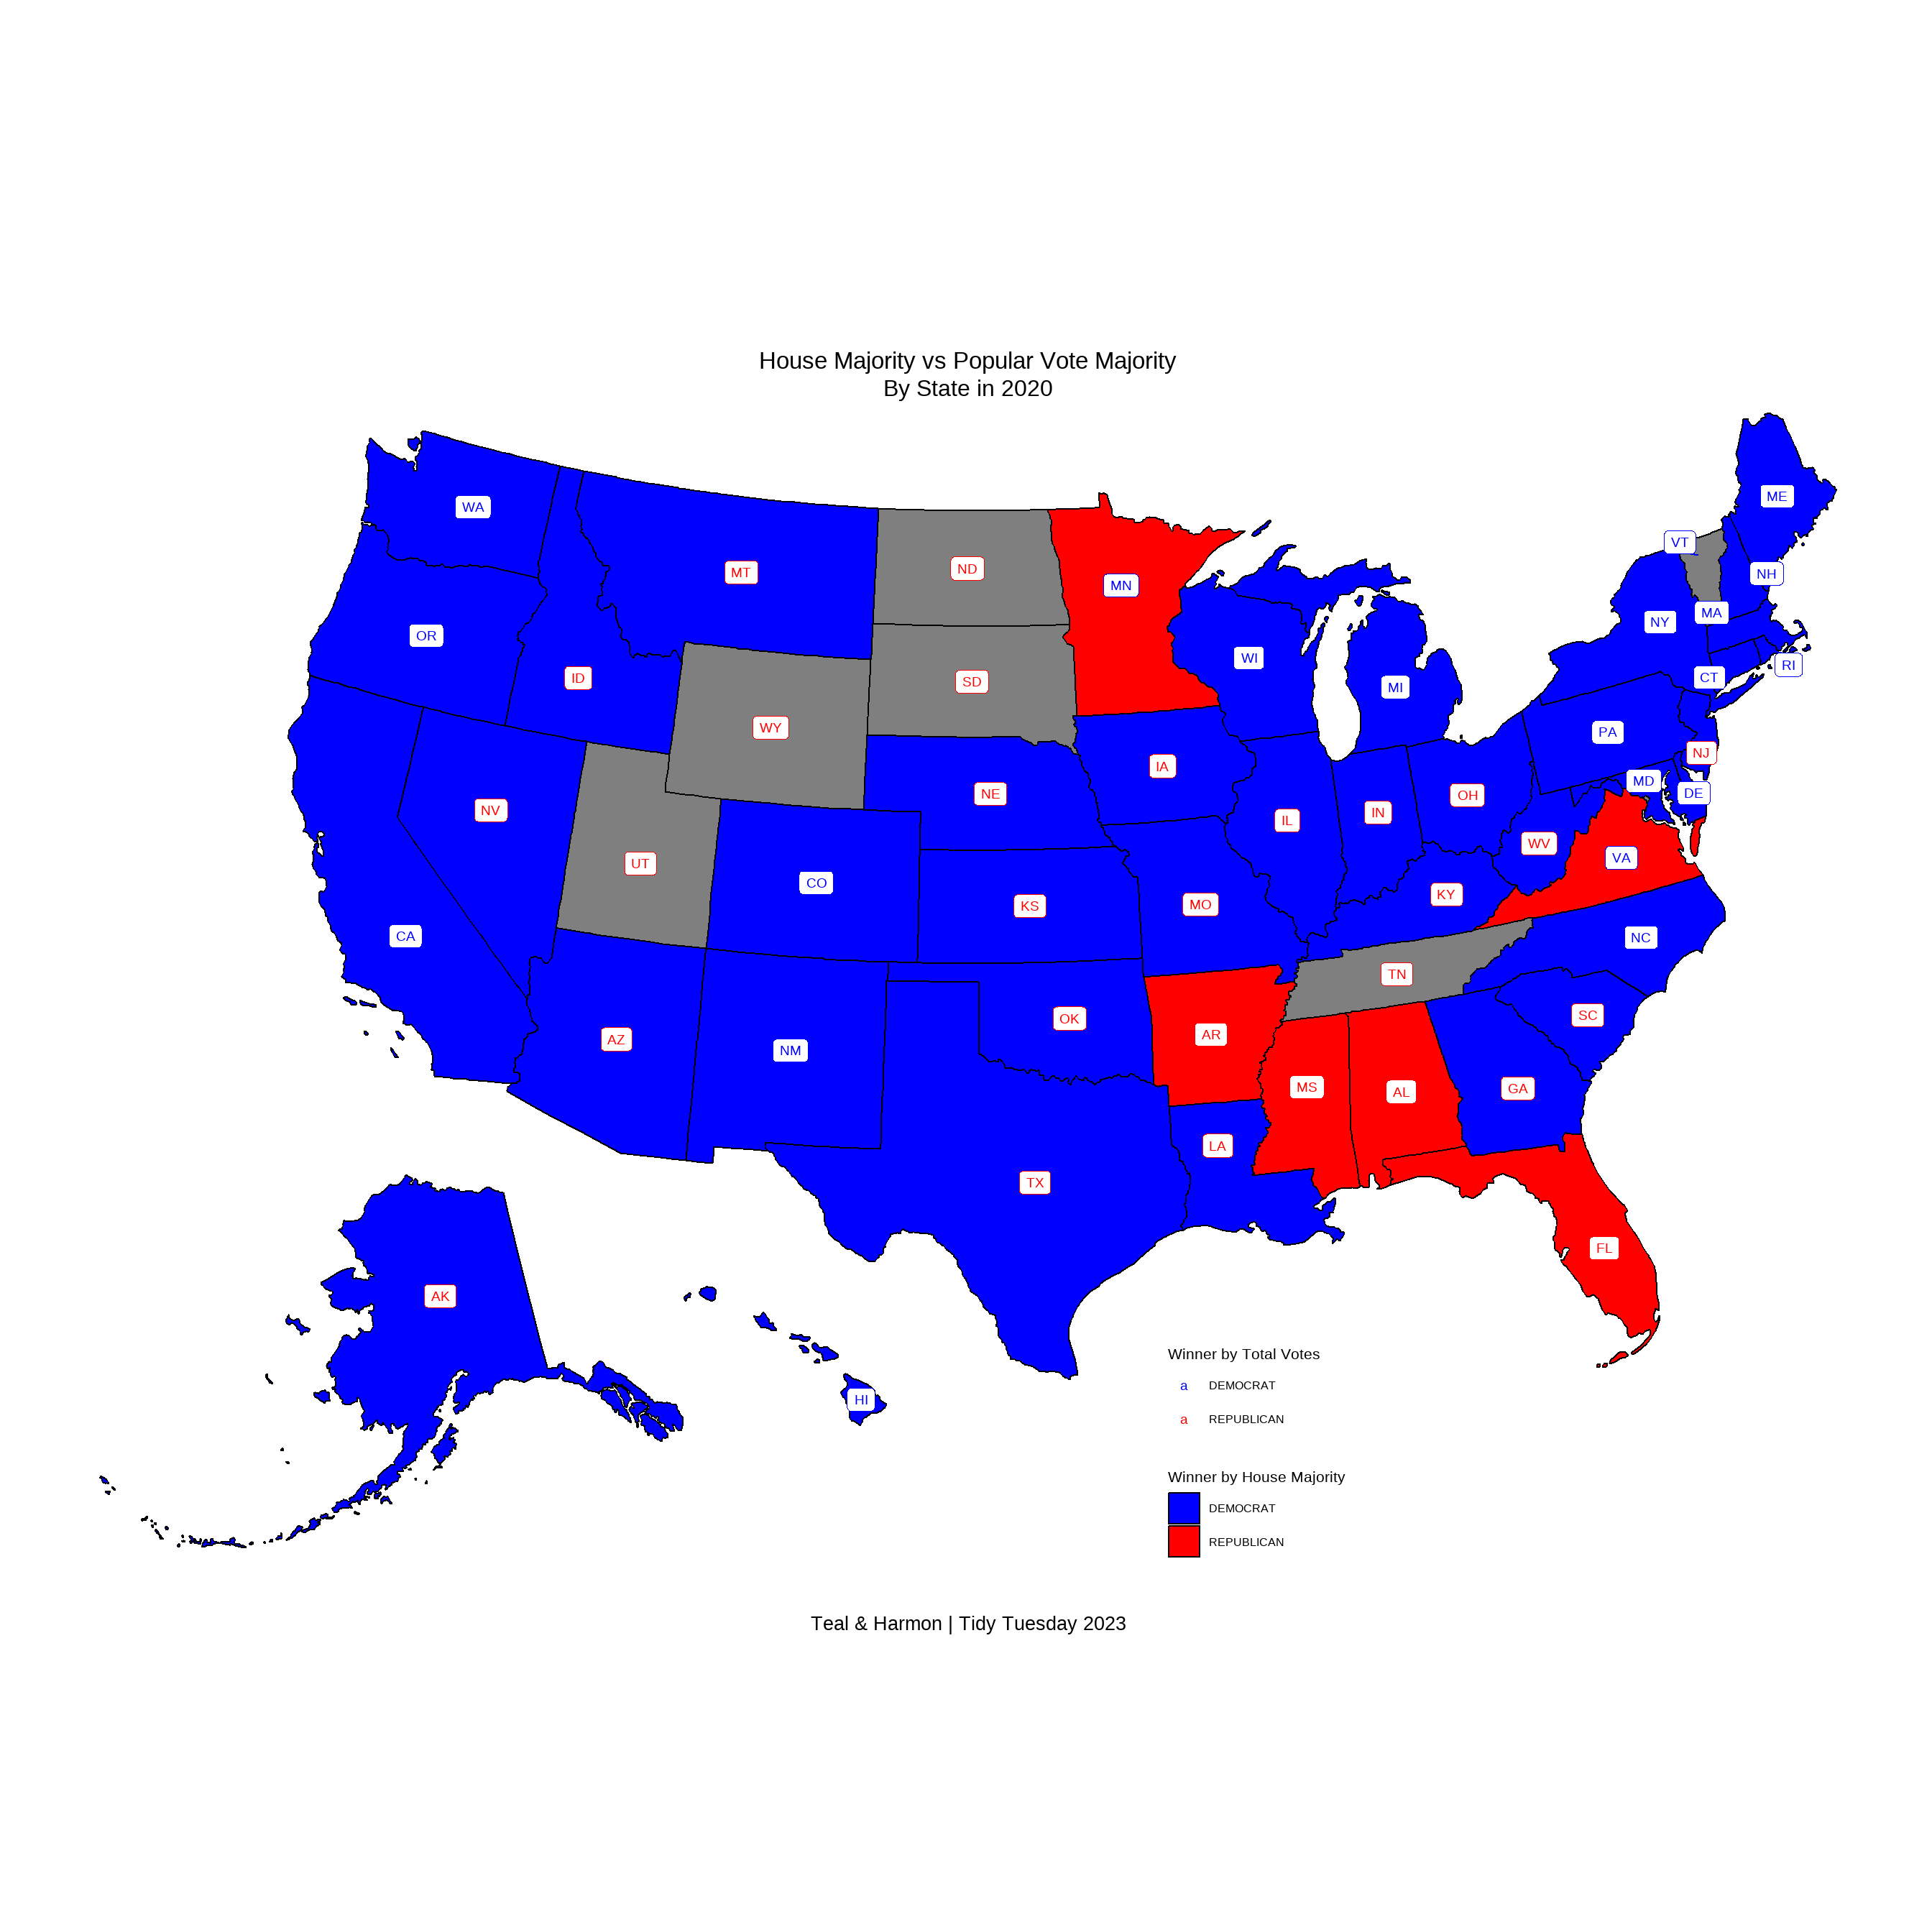 House Majority vs Popular Vote Majority
By State in 2020
ME
WA
VT
ND
MT
NH
MN
MA
NY
OR
WI
RI
ID
CT
SD
MI
WY
PA
NJ
IA
MD
NE
DE
OH
NV
IN
IL
WV
VA
UT
CO
KY
MO
KS
CA
NC
TN
SC
OK
AR
AZ
NM
MS
GA
AL
LA
TX
FL
AK
HI
Winner by Total Votes
a DEMOCRAT
a REPUBLICAN
Winner by House Majority
DEMOCRAT
REPUBLICAN
Teal & Harmon | Tidy Tuesday 2023